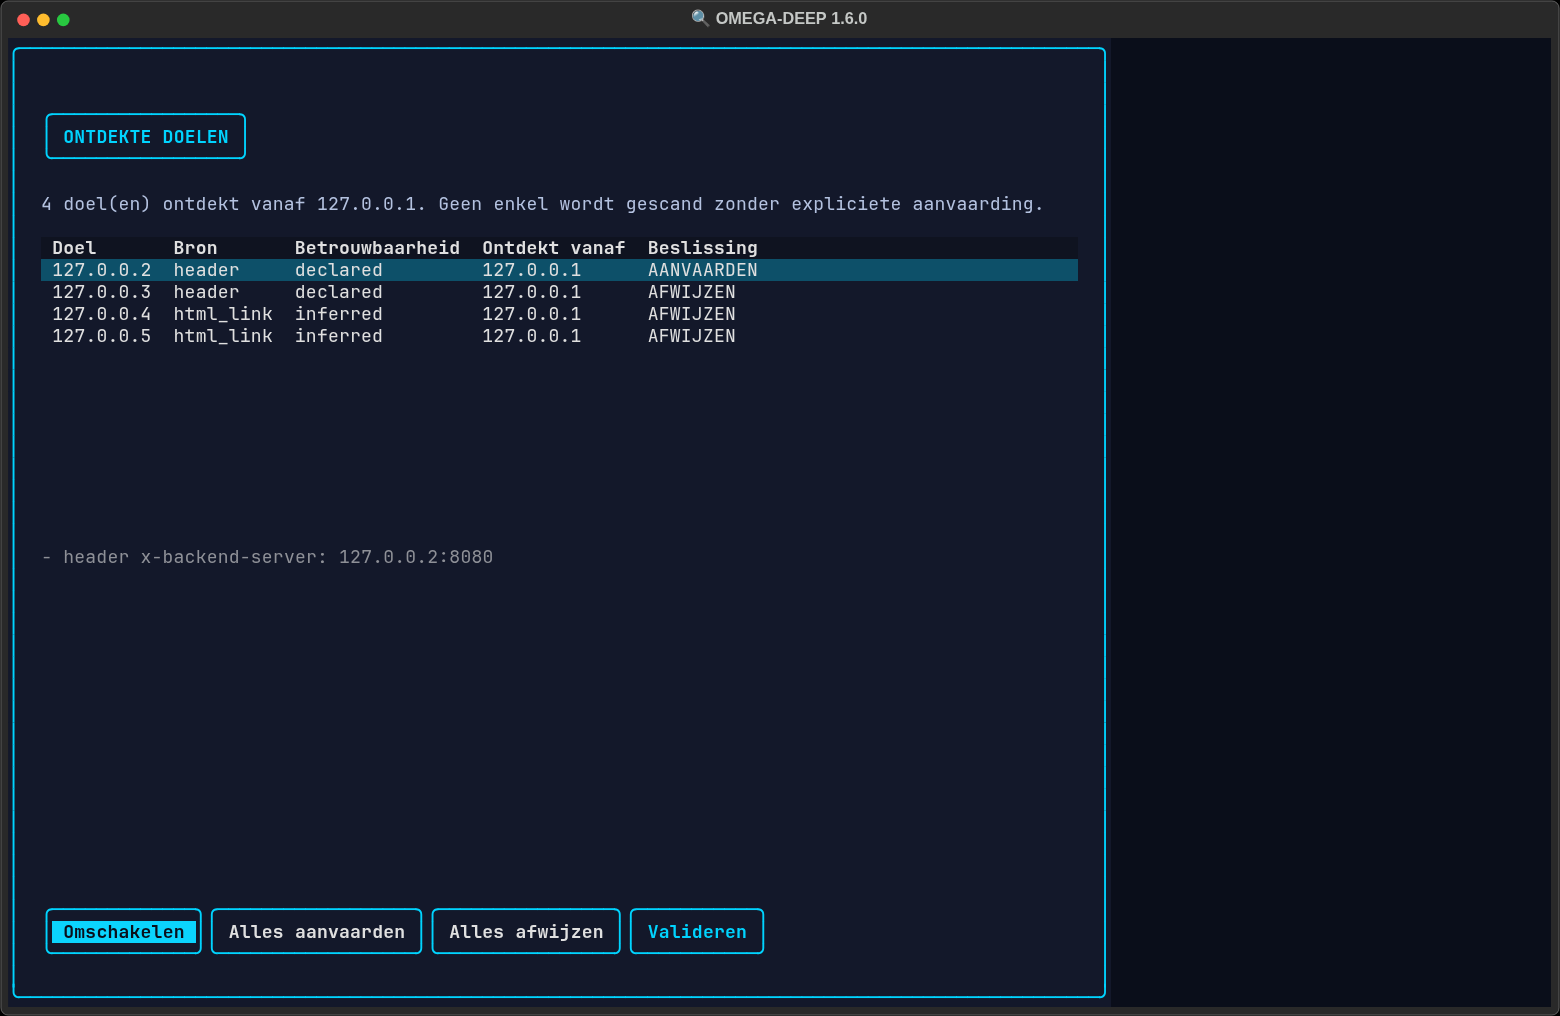 🔍 OMEGA-DEEP 1.6.0
ONTDEKTE DOELEN
4 doel(en) ontdekt vanaf 127.0.0.1. Geen enkel wordt gescand zonder expliciete aanvaarding.
Doel Bron Betrouwbaarheid Ontdekt vanaf Beslissing
127.0.0.2 header declared 127.0.0.1 AANVAARDEN
127.0.0.3 header declared 127.0.0.1 AFWIJZEN
127.0.0.4 html_link inferred 127.0.0.1 AFWIJZEN
127.0.0.5 html_link inferred 127.0.0.1 AFWIJZEN
- header x-backend-server: 127.0.0.2:8080
Omschakelen Alles aanvaarden Alles afwijzen Valideren